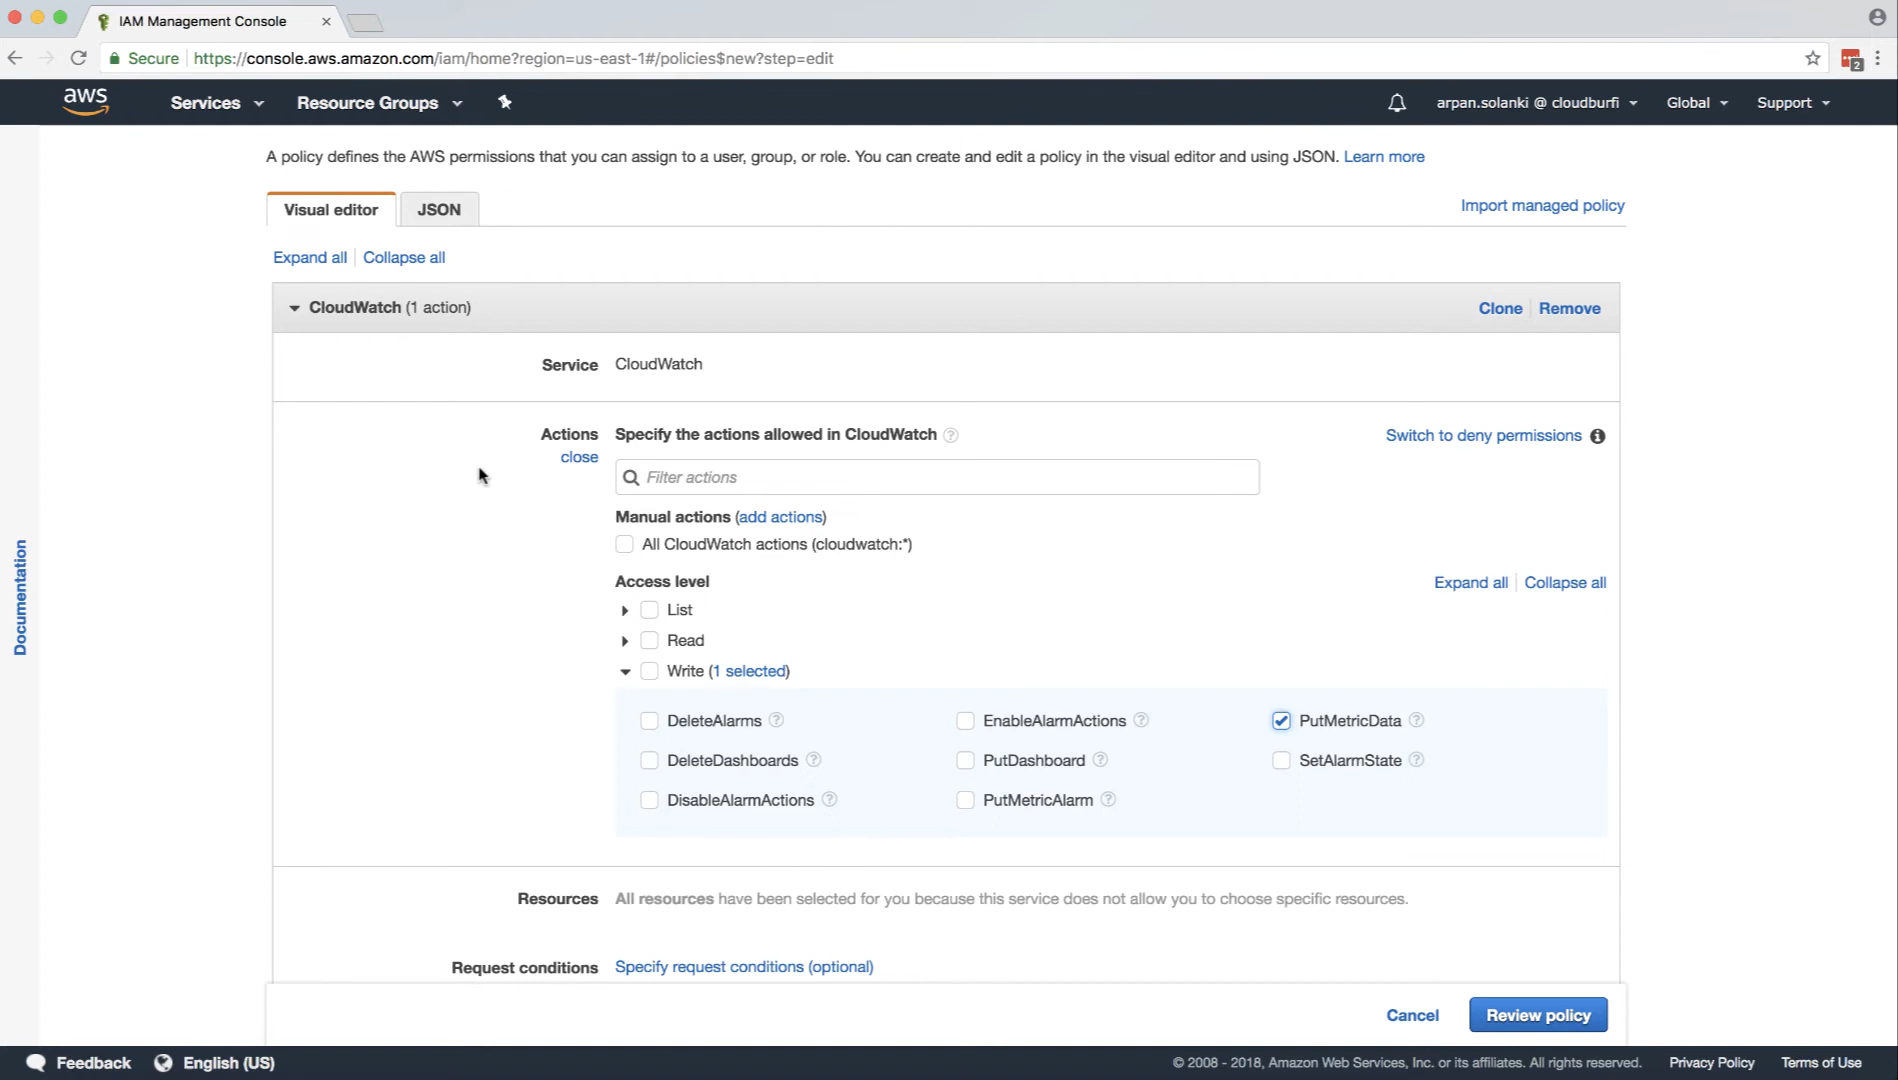 IAM Management Console
Secure https://console.aws.amazon.com/iam/home?region=us-east-1#/policies$new?step=edit
2
aws Services Resource Groups arpan.solanki @ cloudburfi Global Support
A policy defines the AWS permissions that you can assign to a user, group, or role. You can create and edit a policy in the visual editor and using JSON. Learn more
Visual editor JSON Import managed policy
Expand all Collapse all
CloudWatch (1 action) Clone Remove
Service CloudWatch
Actions Specify the actions allowed in CloudWatch ? Switch to deny permissions i
close
Filter actions
Manual actions (add actions)
All CloudWatch actions (cloudwatch:*)
Access level Expand all Collapse all
List
Read
Write (1 selected)
DeleteAlarms ? EnableAlarmActions ? PutMetricData ?
DeleteDashboards ? PutDashboard ? SetAlarmState ?
DisableAlarmActions ? PutMetricAlarm ?
Resources All resources have been selected for you because this service does not allow you to choose specific resources.
Request conditions Specify request conditions (optional)
Documentation
Cancel Review policy
Feedback English (US) © 2008 - 2018, Amazon Web Services, Inc. or its affiliates. All rights reserved. Privacy Policy Terms of Use